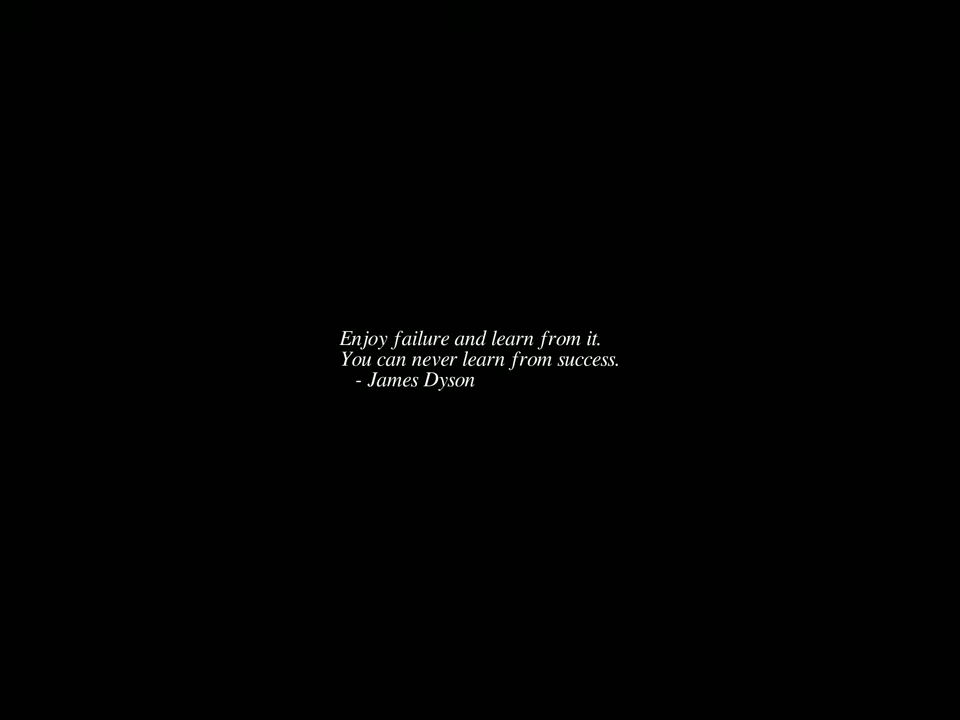 Enjoy failure and learn from it.
You can never learn from success.
- James Dyson